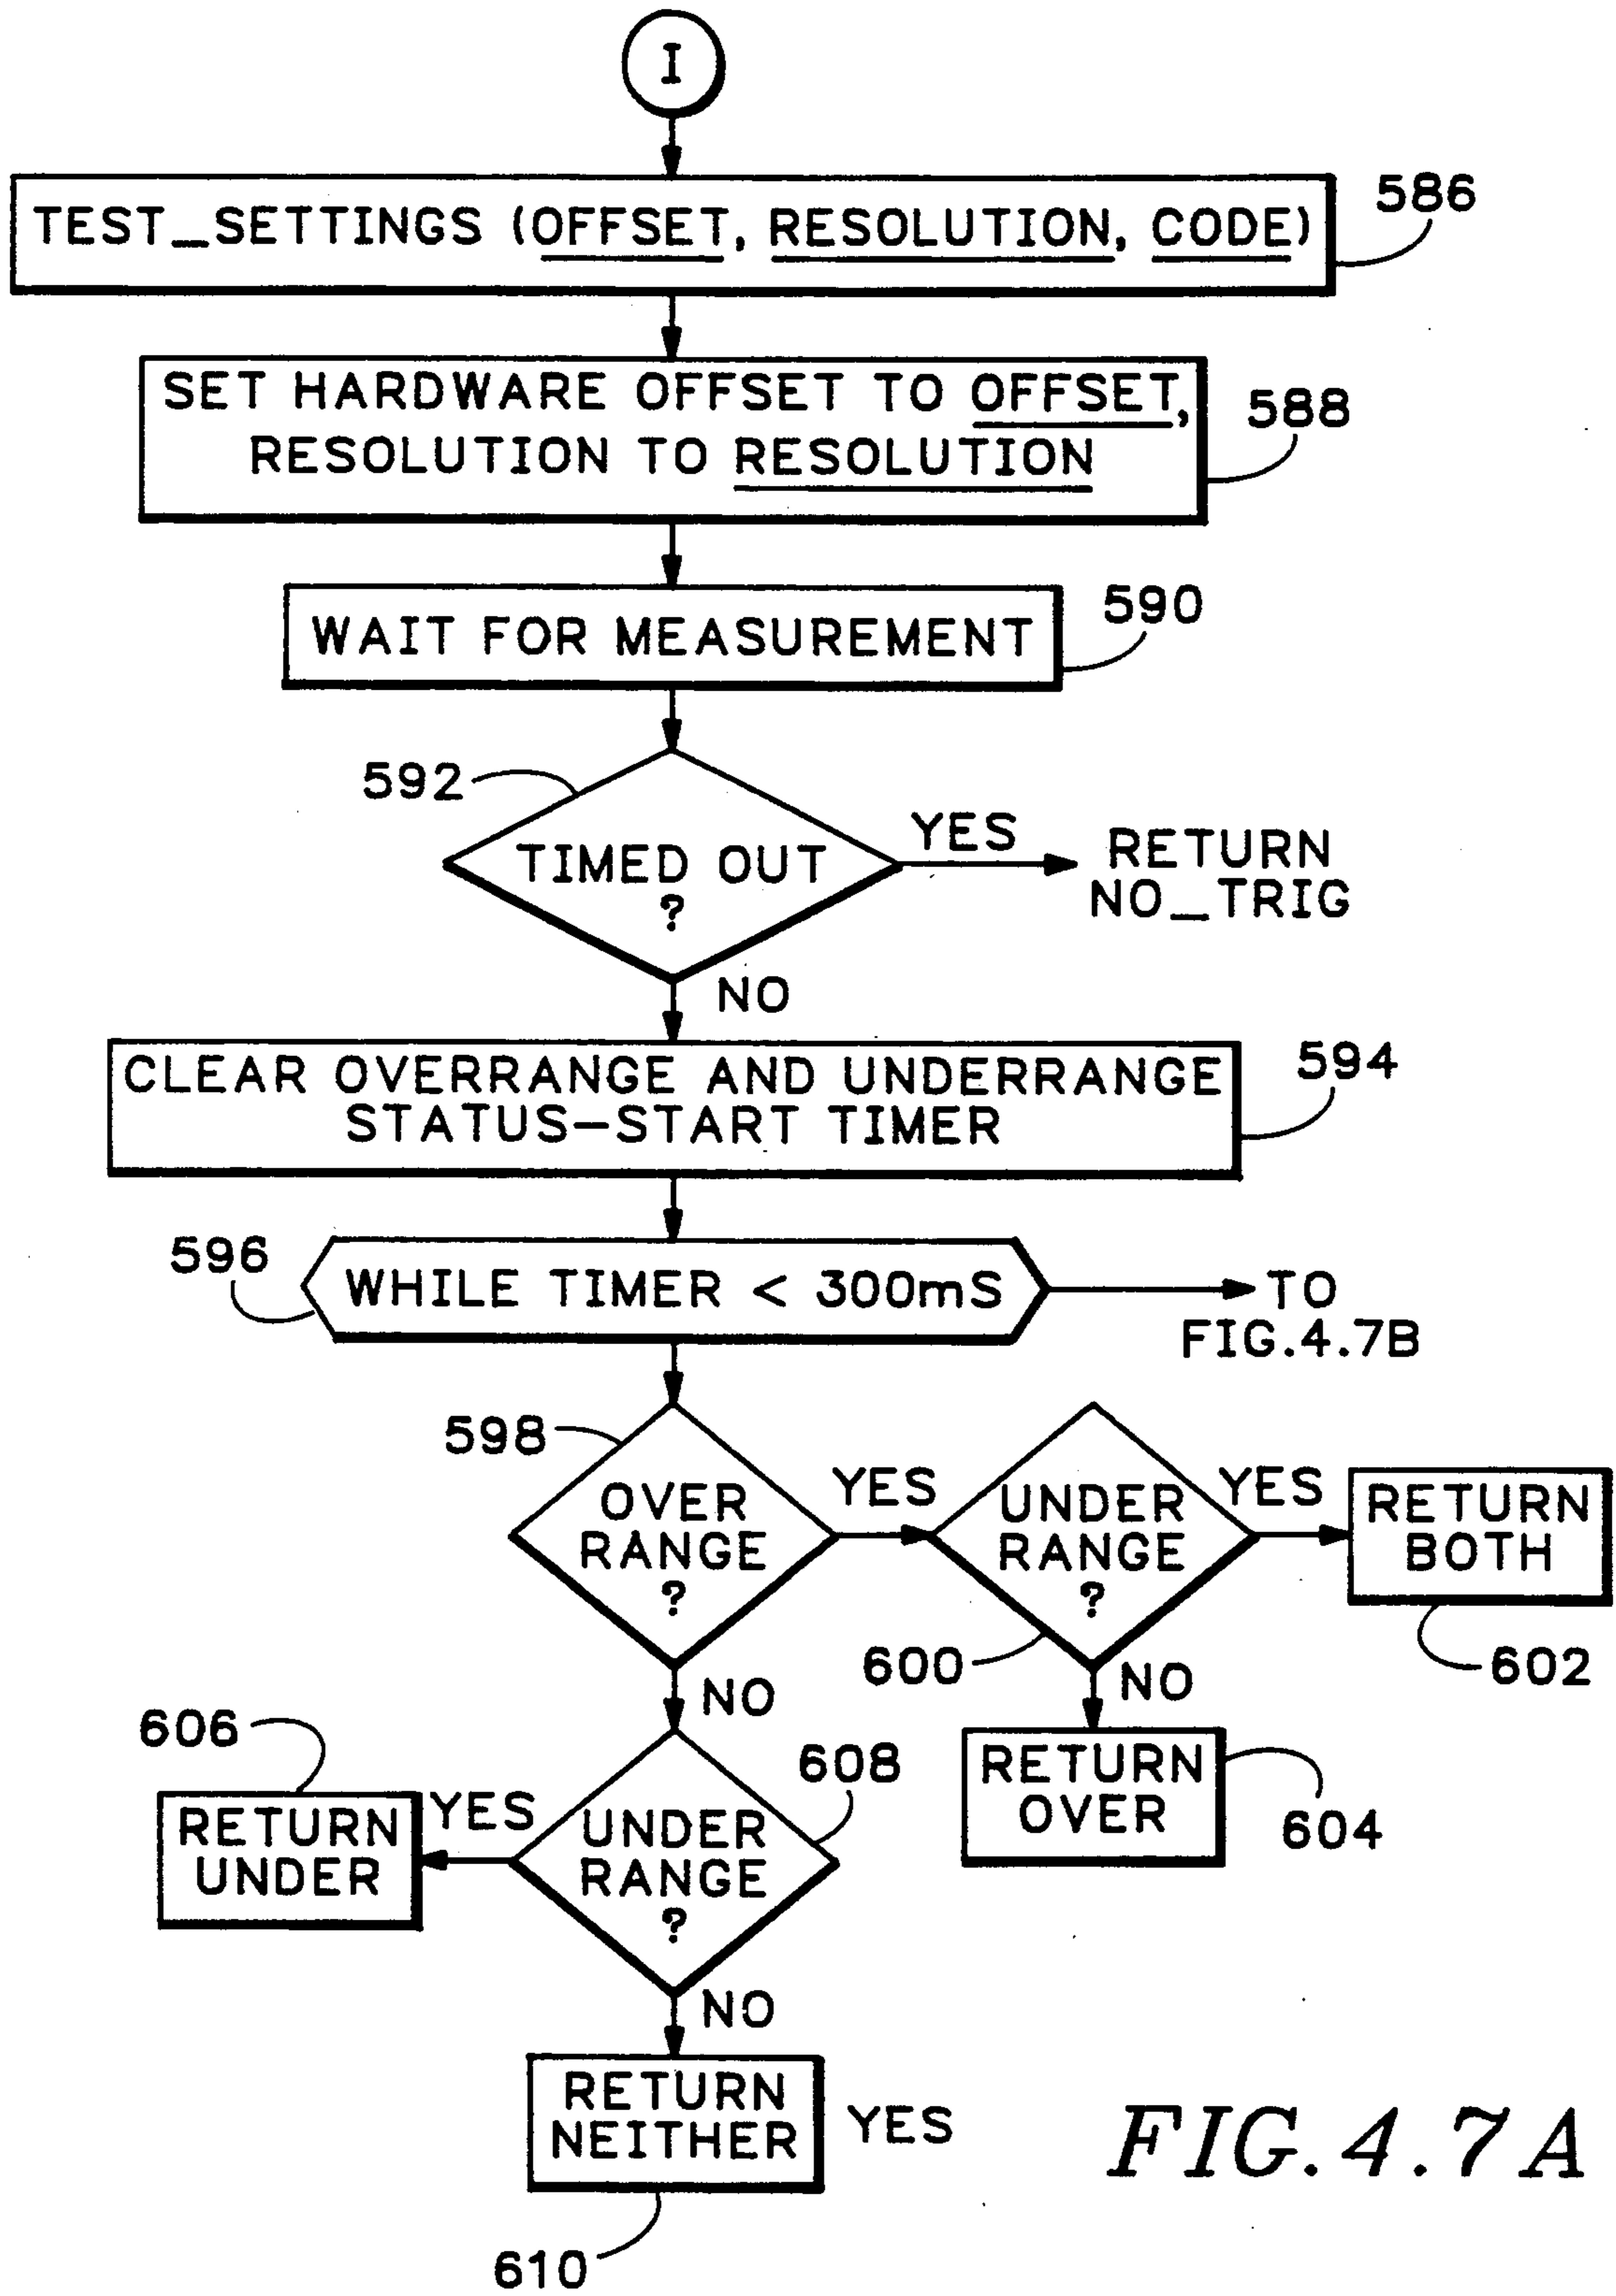 I
TEST_SETTINGS (OFFSET, RESOLUTION, CODE)
586
SET HARDWARE OFFSET TO OFFSET,
RESOLUTION TO RESOLUTION
588
WAIT FOR MEASUREMENT
590
592
TIMED OUT
?
YES
RETURN
NO_TRIG
NO
CLEAR OVERRANGE AND UNDERRANGE
STATUS-START TIMER
594
596
WHILE TIMER < 300mS
TO
FIG.4.7B
598
OVER
RANGE
?
YES
UNDER
RANGE
?
YES
RETURN
BOTH
600
602
NO
NO
RETURN
OVER
604
606
RETURN
UNDER
YES
608
UNDER
RANGE
?
NO
RETURN
NEITHER
YES
610
FIG. 4.7A